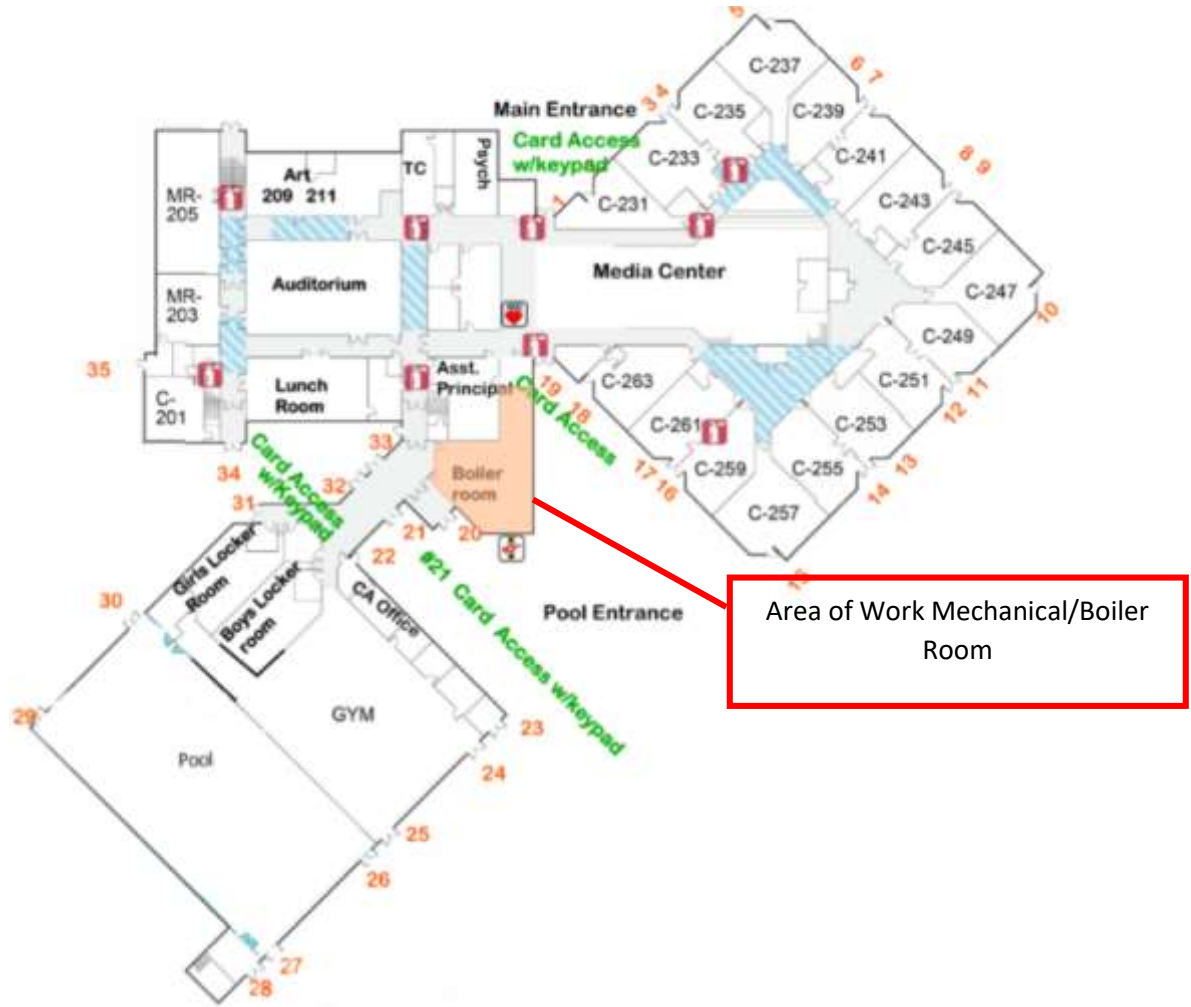 5
C-237
6 7
3 4
Main Entrance
C-235
C-239
Card Access
w/keypad
Psych
TC
C-233
C-241
8 9
Art
209 211
MR-
205
1
C-231
C-243
C-245
Media Center
Auditorium
C-247
MR-
203
C-249
10
35
Asst.
Principal
19
18
C-263
C-251
11
12
Lunch
Room
C-
201
Card Access
C-261
C-253
13
33
34
Card Access
w/Keypad
32
31
Boiler
room
17 16
C-259
C-255
14
C-257
21
20
22
15
Girls Locker
Room
Boys Locker
room
#21 Card Access w/keypad
CA Office
Pool Entrance
30
Area of Work Mechanical/Boiler
Room
29
GYM
23
24
Pool
25
26
27
28